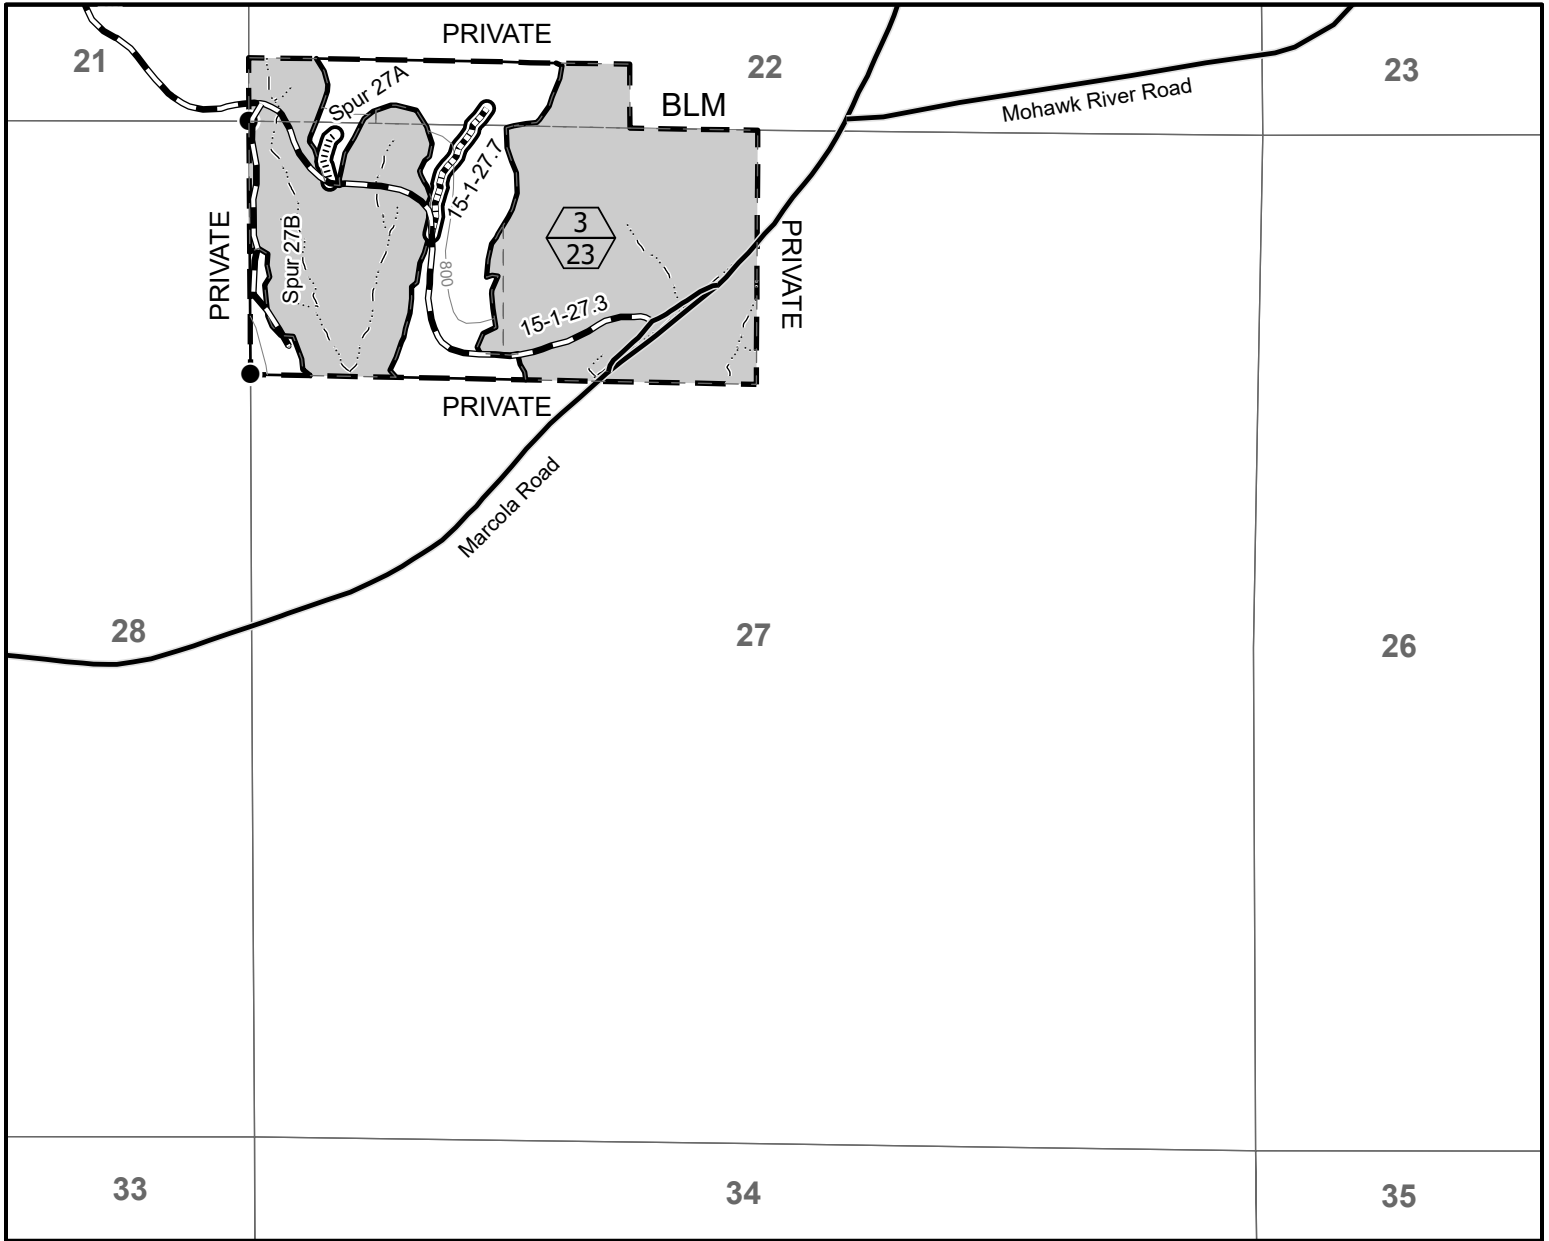 PRIVATE
21
22
23
Spur 27A
BLM
Mohawk River Road
15-1-27.7
3
23
PRIVATE
Spur 27B
800
PRIVATE
15-1-27.3
PRIVATE
Marcola Road
28
27
26
33
34
35